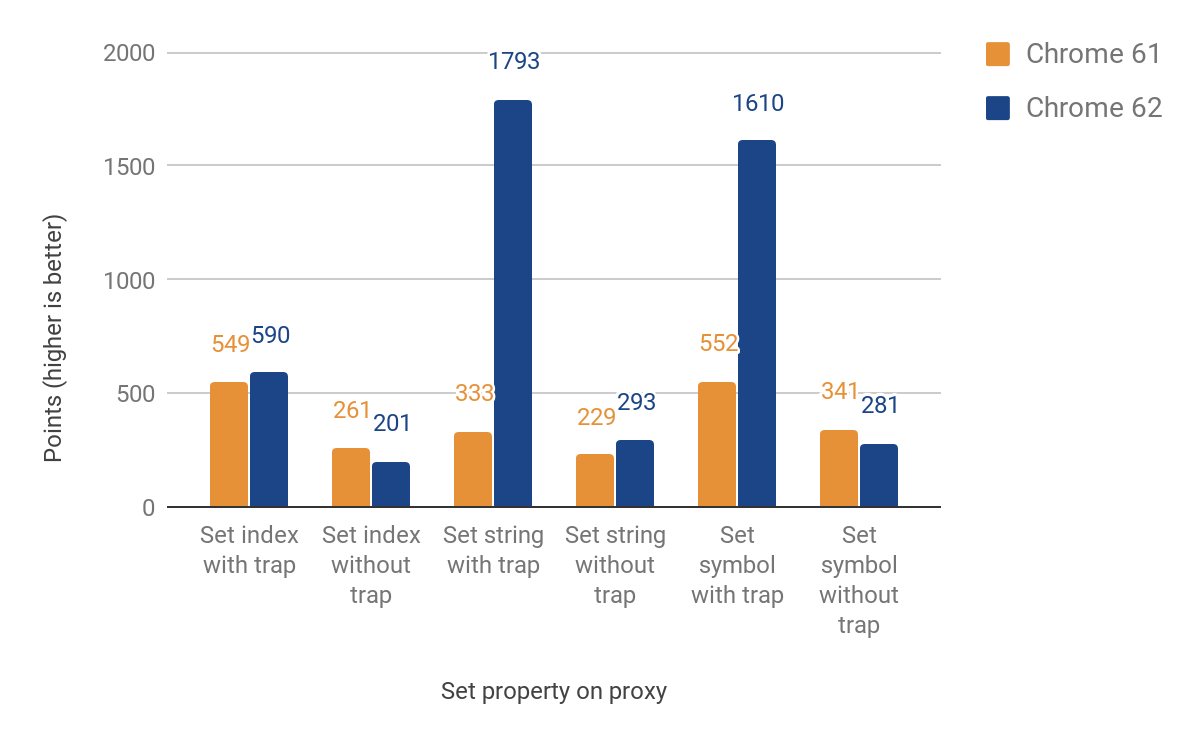 2000
1500
1000
500
0
Points (higher is better)
1793
1610
549
590
261
201
333
229
293
552
341
281
Set index
with trap
Set index
without
trap
Set string
with trap
Set string
without
trap
Set
symbol
with trap
Set
symbol
without
trap
Set property on proxy
Chrome 61
Chrome 62